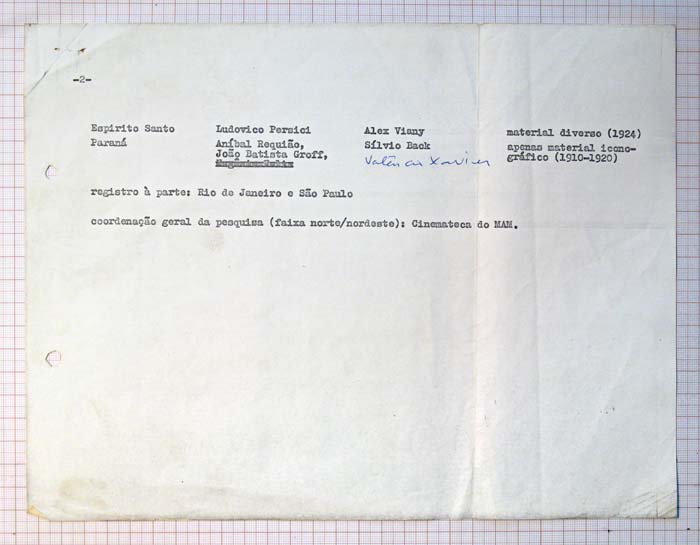 -2-
Espirito Santo Ludovico Persici Alex Viany material diverso (1924)
Paraná Aníbal Requião, Sílvio Back apenas material icono-
João Batista Groff, Valêncio Xavier gráfico (1910-1920)
registro à parte: Rio de Janeiro e São Paulo
coordenação geral da pesquisa (faixa norte/nordeste): Cinemateca do MAM.